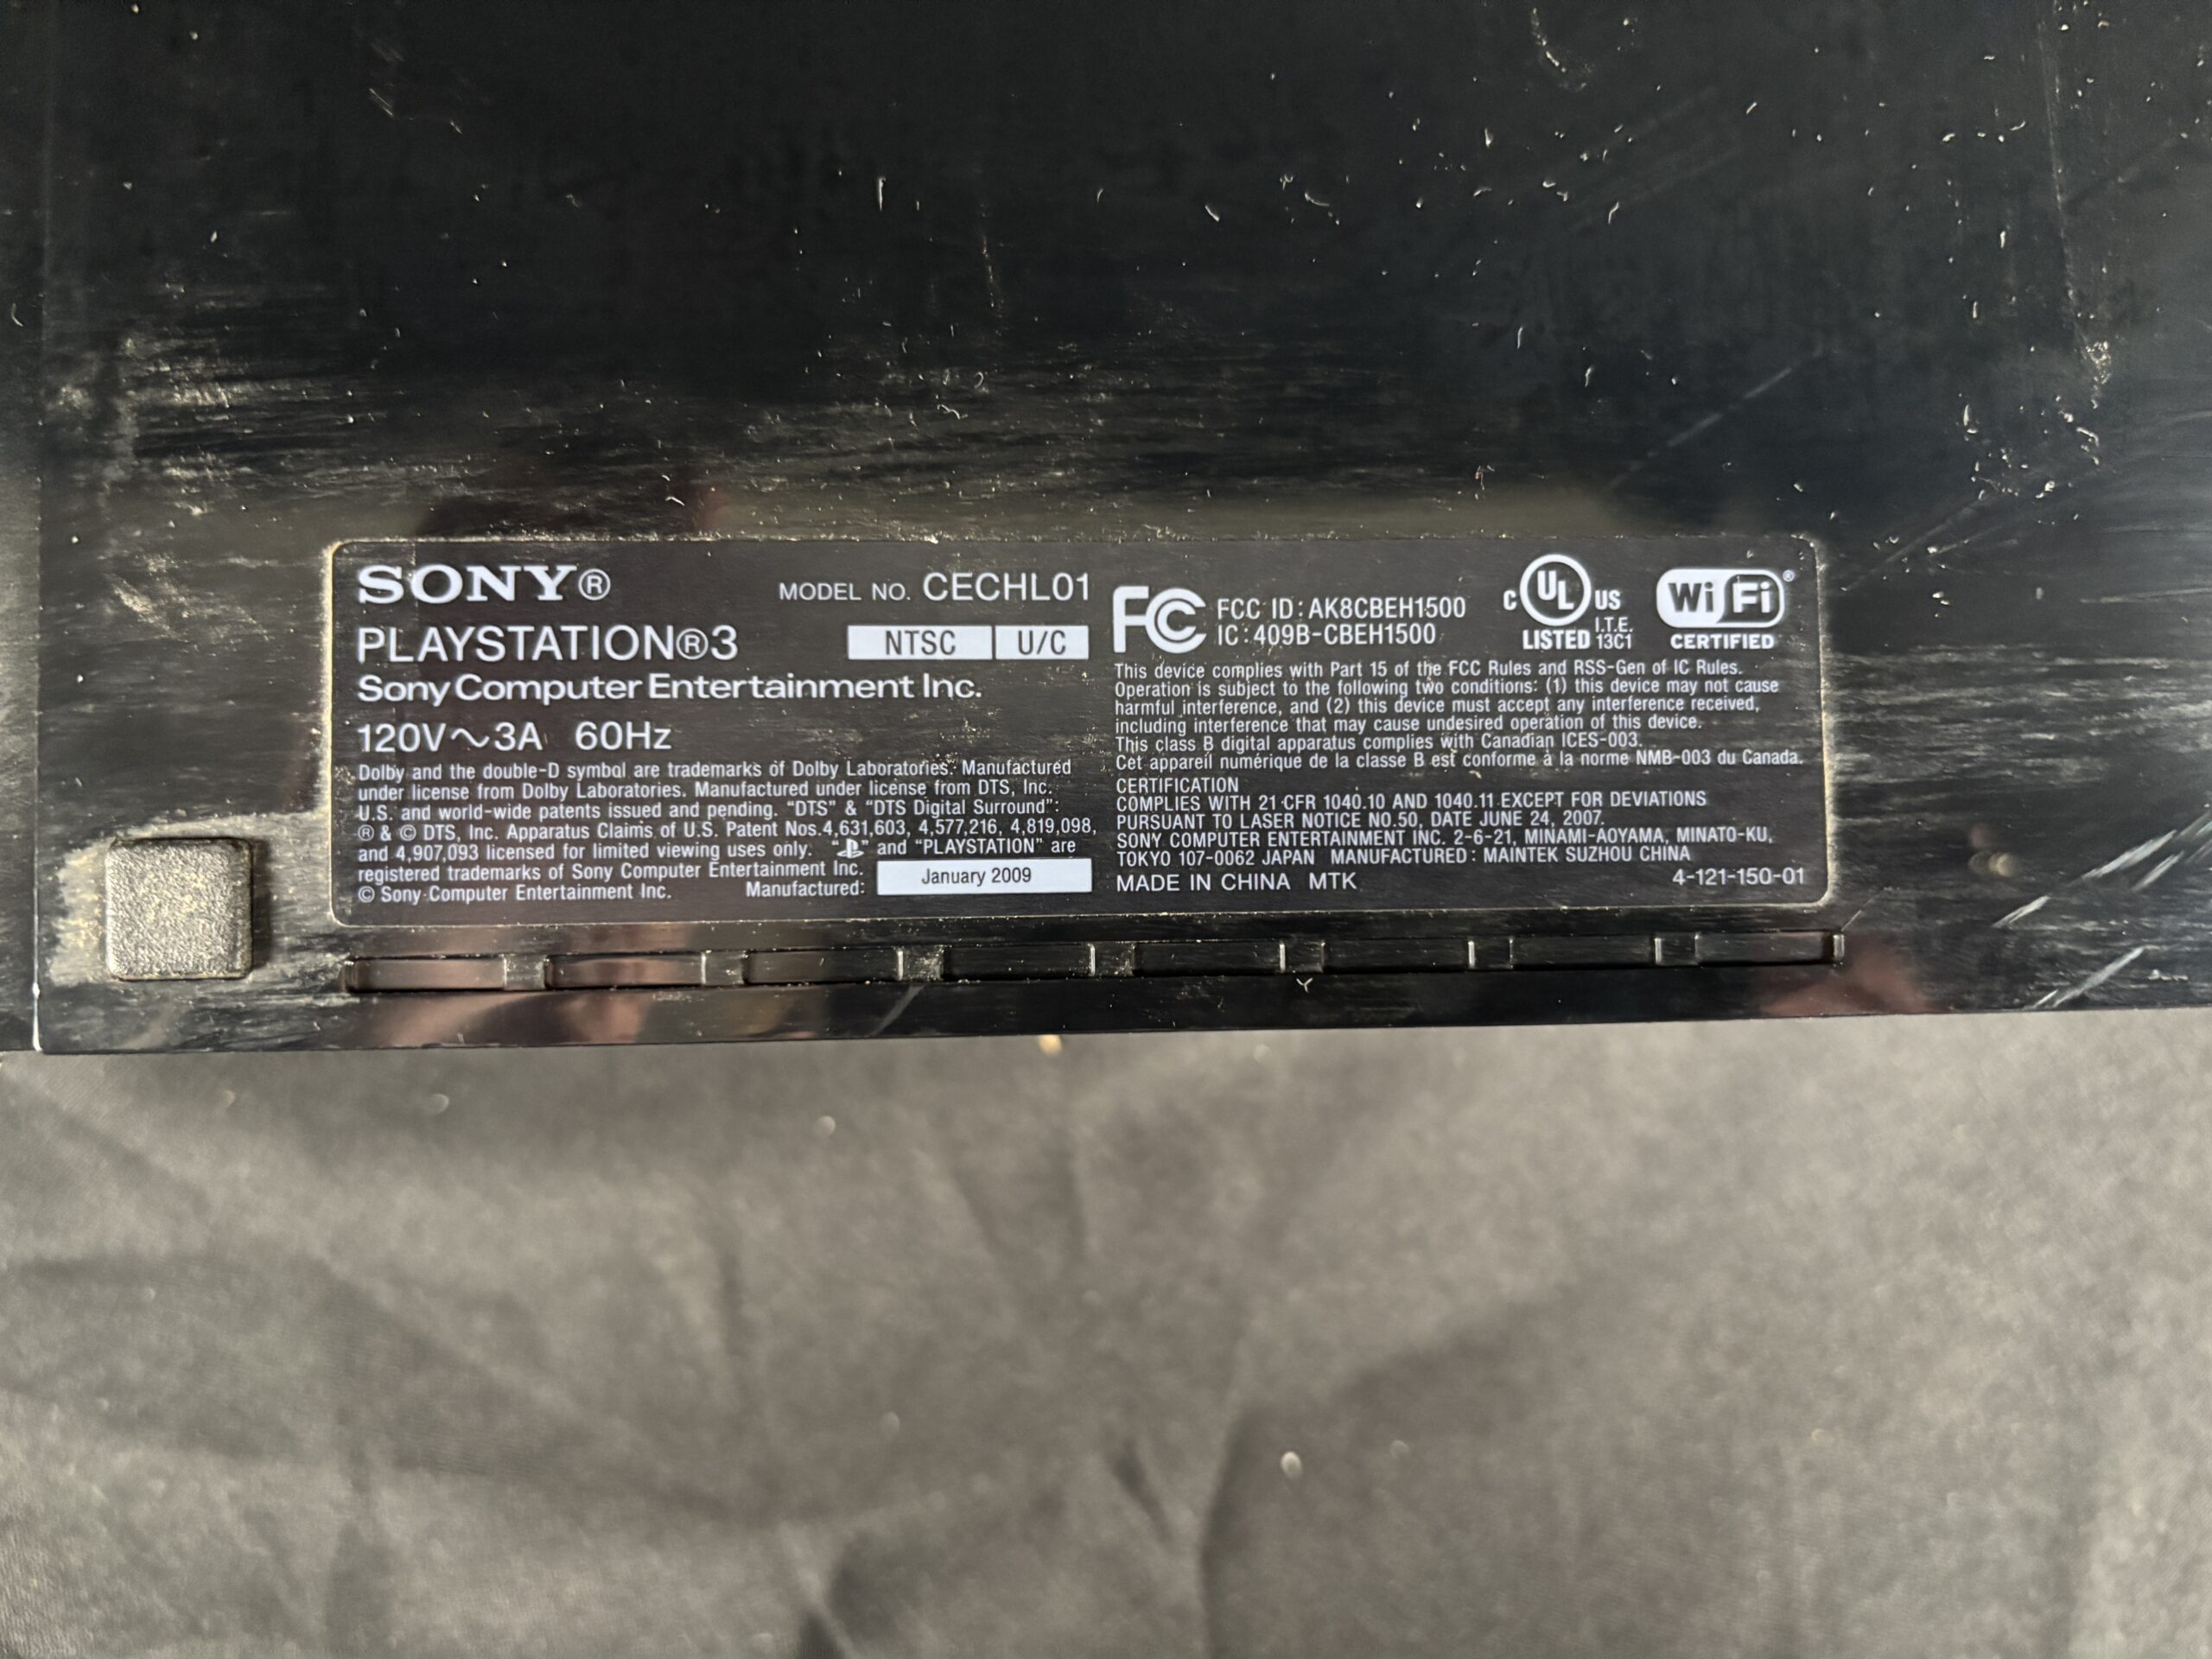 SONY®
MODEL NO. CECHL01
PLAYSTATION®3
NTSC U/C
Sony Computer Entertainment Inc.
120V～3A 60Hz
Dolby and the double-D symbol are trademarks of Dolby Laboratories. Manufactured
under license from Dolby Laboratories. Manufactured under license from DTS, Inc.
U.S. and world-wide patents issued and pending. “DTS” & “DTS Digital Surround”:
® & © DTS, Inc. Apparatus Claims of U.S. Patent Nos.4,631,603, 4,577,216, 4,819,098,
and 4,907,093 licensed for limited viewing uses only. “ ” and “PLAYSTATION” are
registered trademarks of Sony Computer Entertainment Inc.
© Sony Computer Entertainment Inc. Manufactured: January 2009
FC FCC ID: AK8CBEH1500
IC: 409B-CBEH1500
C UL US
LISTED I.T.E. 13C1
Wi Fi®
CERTIFIED
This device complies with Part 15 of the FCC Rules and RSS-Gen of IC Rules.
Operation is subject to the following two conditions: (1) this device may not cause
harmful interference, and (2) this device must accept any interference received,
including interference that may cause undesired operation of this device.
This class B digital apparatus complies with Canadian ICES-003.
Cet appareil numérique de la classe B est conforme à la norme NMB-003 du Canada.
CERTIFICATION
COMPLIES WITH 21 CFR 1040.10 AND 1040.11 EXCEPT FOR DEVIATIONS
PURSUANT TO LASER NOTICE NO.50, DATE JUNE 24, 2007.
SONY COMPUTER ENTERTAINMENT INC. 2-6-21, MINAMI-AOYAMA, MINATO-KU,
TOKYO 107-0062 JAPAN MANUFACTURED: MAINTEK SUZHOU CHINA
MADE IN CHINA MTK 4-121-150-01